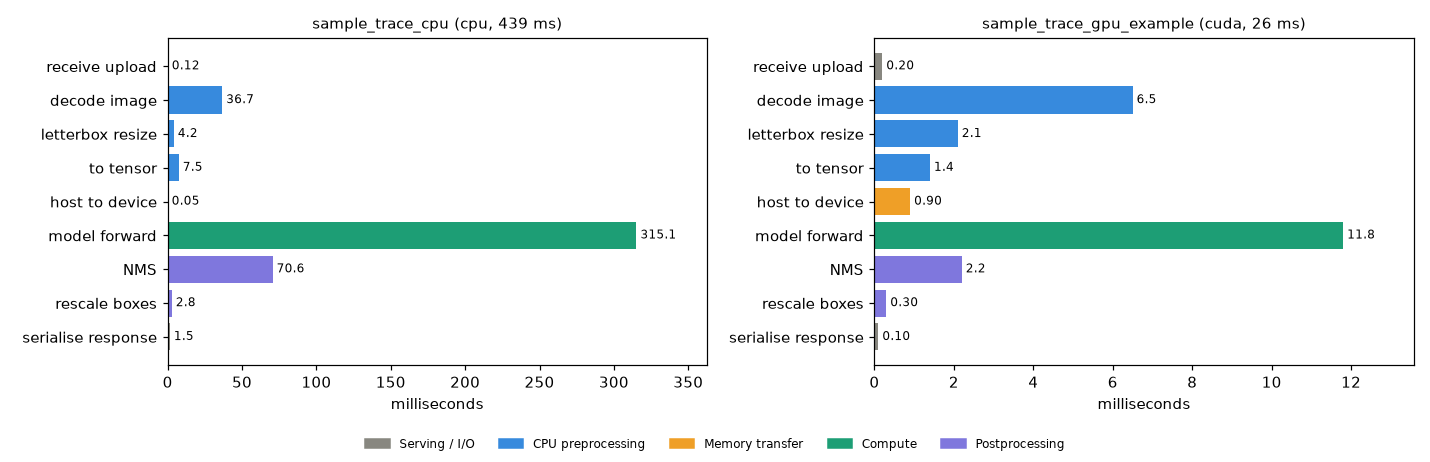 sample_trace_cpu (cpu, 439 ms)
receive upload 0.12
decode image 36.7
letterbox resize 4.2
to tensor 7.5
host to device 0.05
model forward 315.1
NMS 70.6
rescale boxes 2.8
serialise response 1.5
0 50 100 150 200 250 300 350
milliseconds
sample_trace_gpu_example (cuda, 26 ms)
receive upload 0.20
decode image 6.5
letterbox resize 2.1
to tensor 1.4
host to device 0.90
model forward 11.8
NMS 2.2
rescale boxes 0.30
serialise response 0.10
0 2 4 6 8 10 12
milliseconds
Serving / I/O CPU preprocessing Memory transfer Compute Postprocessing